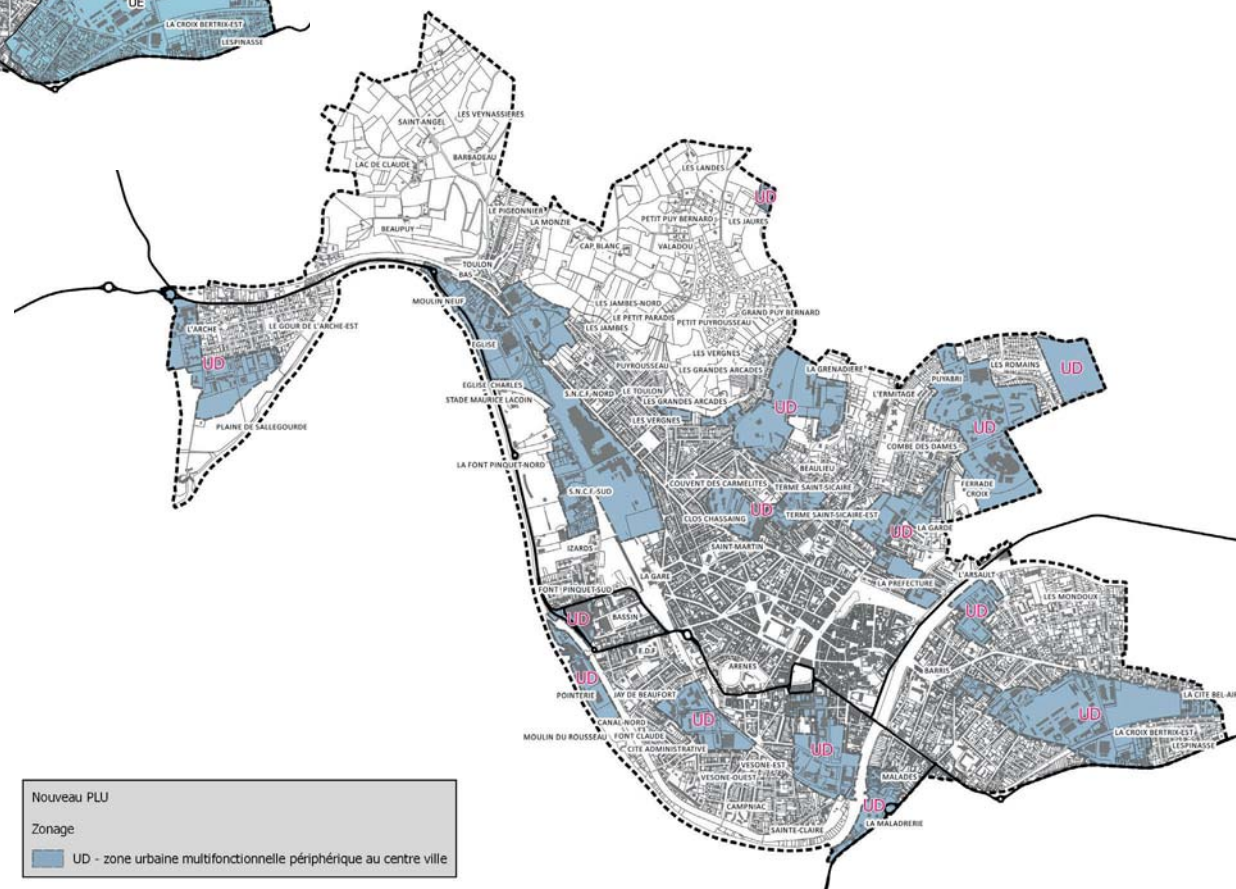 UE
LA CROIX BERTRIX-EST
LESPINASSE
LES VEYNASSIERES
SAINT-ANGEL
BARBADEAU
LAC DE CLAUDE
LES LANDES
UD
LE PIGEONNIER
PETIT PUY BERNARD
LES JAURES
LA MONZIE
BEAUPUY
CAP BLANC
VALADOU
TOULON
BAS
MOULIN NEUF
LES JAMBES-NORD
GRAND PUY BERNARD
LE PETIT PARADIS
PETIT PUYROUSSEAU
L'ARCHE
LE GOUR DE L'ARCHE-EST
LES JAMBES
EGLISE
UD
LES VERGNES
PUYROUSSEAU
LES GRANDES ARCADES
LA GRENADIERE
LES ROMAINS
UD
PUYABRI
EGLISE CHARLES
S.N.C.F.-NORD
LE TOULON
L'ERMITAGE
STADE MAURICE LACOIN
LES GRANDES ARCADES
UD
LES VERGNES
UD
PLAINE DE SALLEGOURDE
COMBE DES DAMES
LA FONT PINQUET-NORD
BEAULIEU
COUVENT DES CARMELITES
TERME SAINT-SICAIRE
FERRADE
CROIX
S.N.C.F.-SUD
UD
CLOS CHASSAING
TERME SAINT-SICAIRE-EST
UD
LA GARDE
IZARDS
SAINT-MARTIN
LA GARE
LA PREFECTURE
L'ARSAULT
FONT PINQUET-SUD
LES MONDOUX
UD
BASSIN
UD
E.D.F
ARENES
BARRIS
UD
POINTERIE
JAY DE BEAUFORT
LA CITE BEL-AIR
CANAL-NORD
UD
UD
MOULIN DU ROUSSEAU
FONT CLAUDE
LA CROIX BERTRIX-EST
CITE ADMINISTRATIVE
UD
LESPINASSE
VESONE-EST
VESONE-OUEST
MALADES
CAMPNIAC
UD
SAINTE-CLAIRE
LA MALADRERIE
Nouveau PLU
Zonage
UD - zone urbaine multifonctionnelle périphérique au centre ville